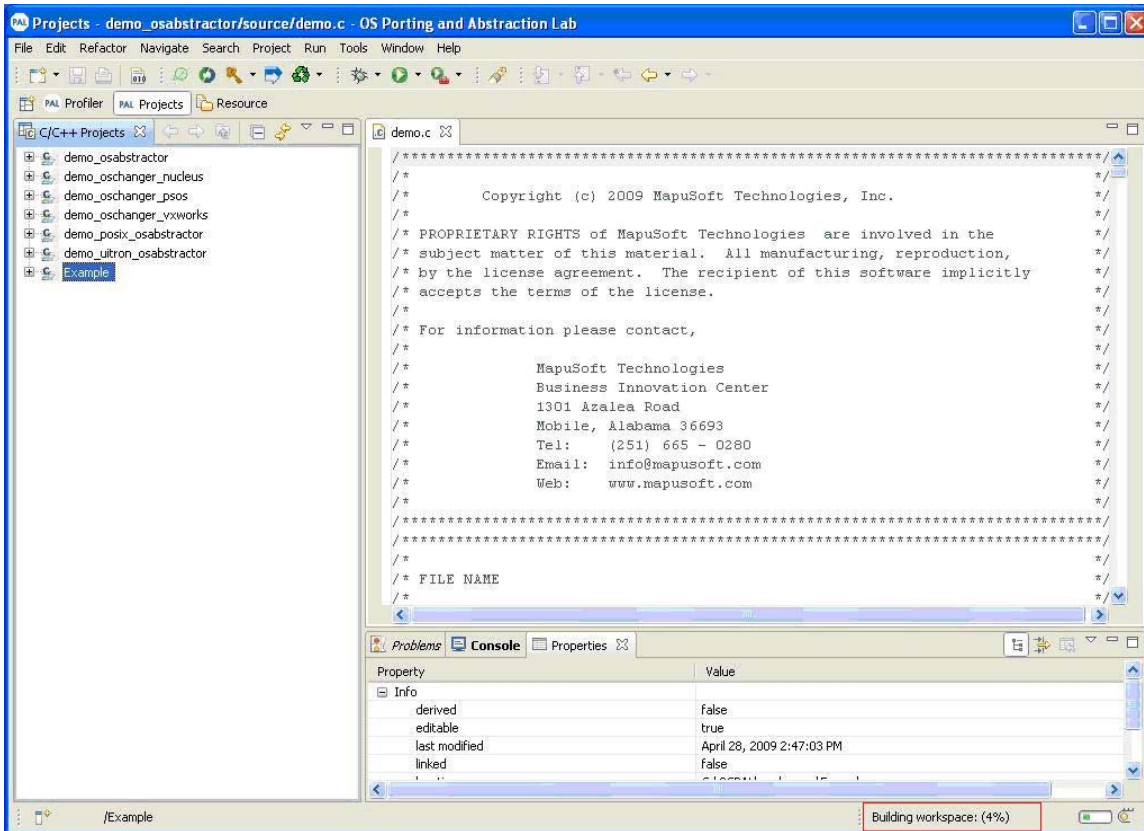 Projects - demo_osabstractor/source/demo.c - OS Porting and Abstraction Lab
File Edit Refactor Navigate Search Project Run Tools Window Help
PAL Profiler PAL Projects Resource
C/C++ Projects
demo_osabstractor
demo_oschanger_nucleus
demo_oschanger_psos
demo_oschanger_vxworks
demo_posix_osabstractor
demo_uitron_osabstractor
Example
demo.c
/******************************************************************************/
/* */
/* Copyright (c) 2009 MapuSoft Technologies, Inc. */
/* */
/* PROPRIETARY RIGHTS of MapuSoft Technologies are involved in the */
/* subject matter of this material. All manufacturing, reproduction, */
/* by the license agreement. The recipient of this software implicitly */
/* accepts the terms of the license. */
/* */
/* For information please contact, */
/* */
/* MapuSoft Technologies */
/* Business Innovation Center */
/* 1301 Azalea Road */
/* Mobile, Alabama 36693 */
/* Tel: (251) 665 - 0280 */
/* Email: info@mapusoft.com */
/* Web: www.mapusoft.com */
/* */
/******************************************************************************/
/******************************************************************************/
/* */
/* FILE NAME */
/* */
Problems Console Properties
Property Value
Info
derived false
editable true
last modified April 28, 2009 2:47:03 PM
linked false
/Example Building workspace: (4%)